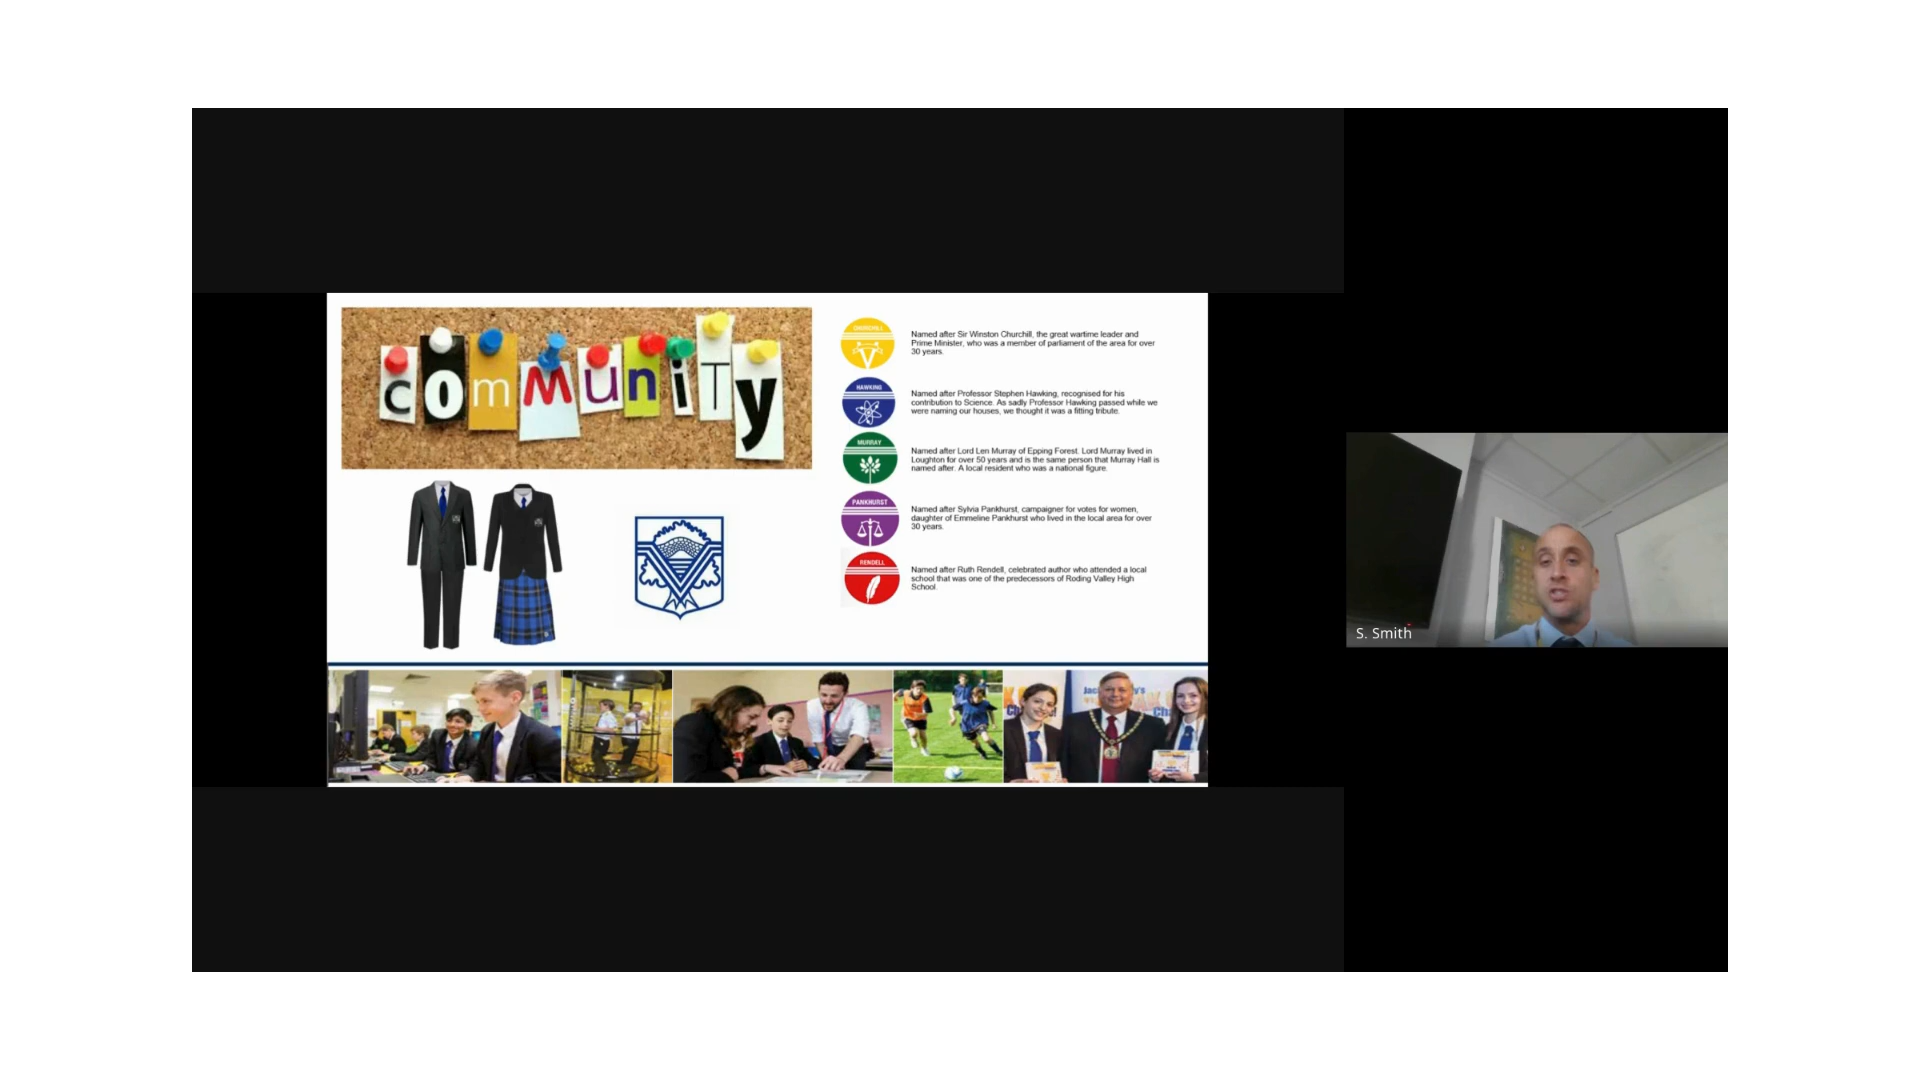 coMMuniTy
CHURCHILL
Named after Sir Winston Churchill, the great wartime leader and
Prime Minister, who was a member of parliament of the area for over
30 years.
HAWKING
Named after Professor Stephen Hawking, recognised for his
contribution to Science. As sadly Professor Hawking passed while we
were naming our houses, we thought it was a fitting tribute.
MURRAY
Named after Lord Len Murray of Epping Forest. Lord Murray lived in
Loughton for over 50 years and is the same person that Murray Hall is
named after. A local resident who was a national figure.
PANKHURST
Named after Sylvia Pankhurst, campaigner for votes for women,
daughter of Emmeline Pankhurst who lived in the local area for over
30 years.
RENDELL
Named after Ruth Rendell, celebrated author who attended a local
school that was one of the predecessors of Roding Valley High
School.
S. Smith